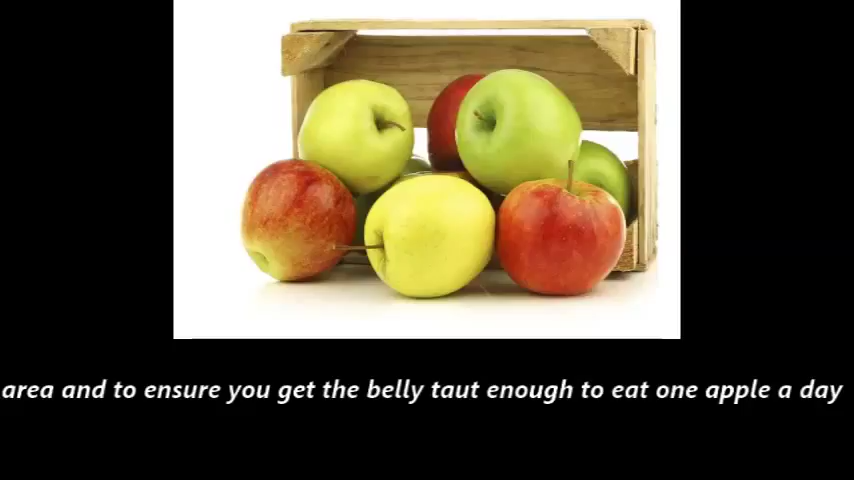 area and to ensure you get the belly taut enough to eat one apple a day